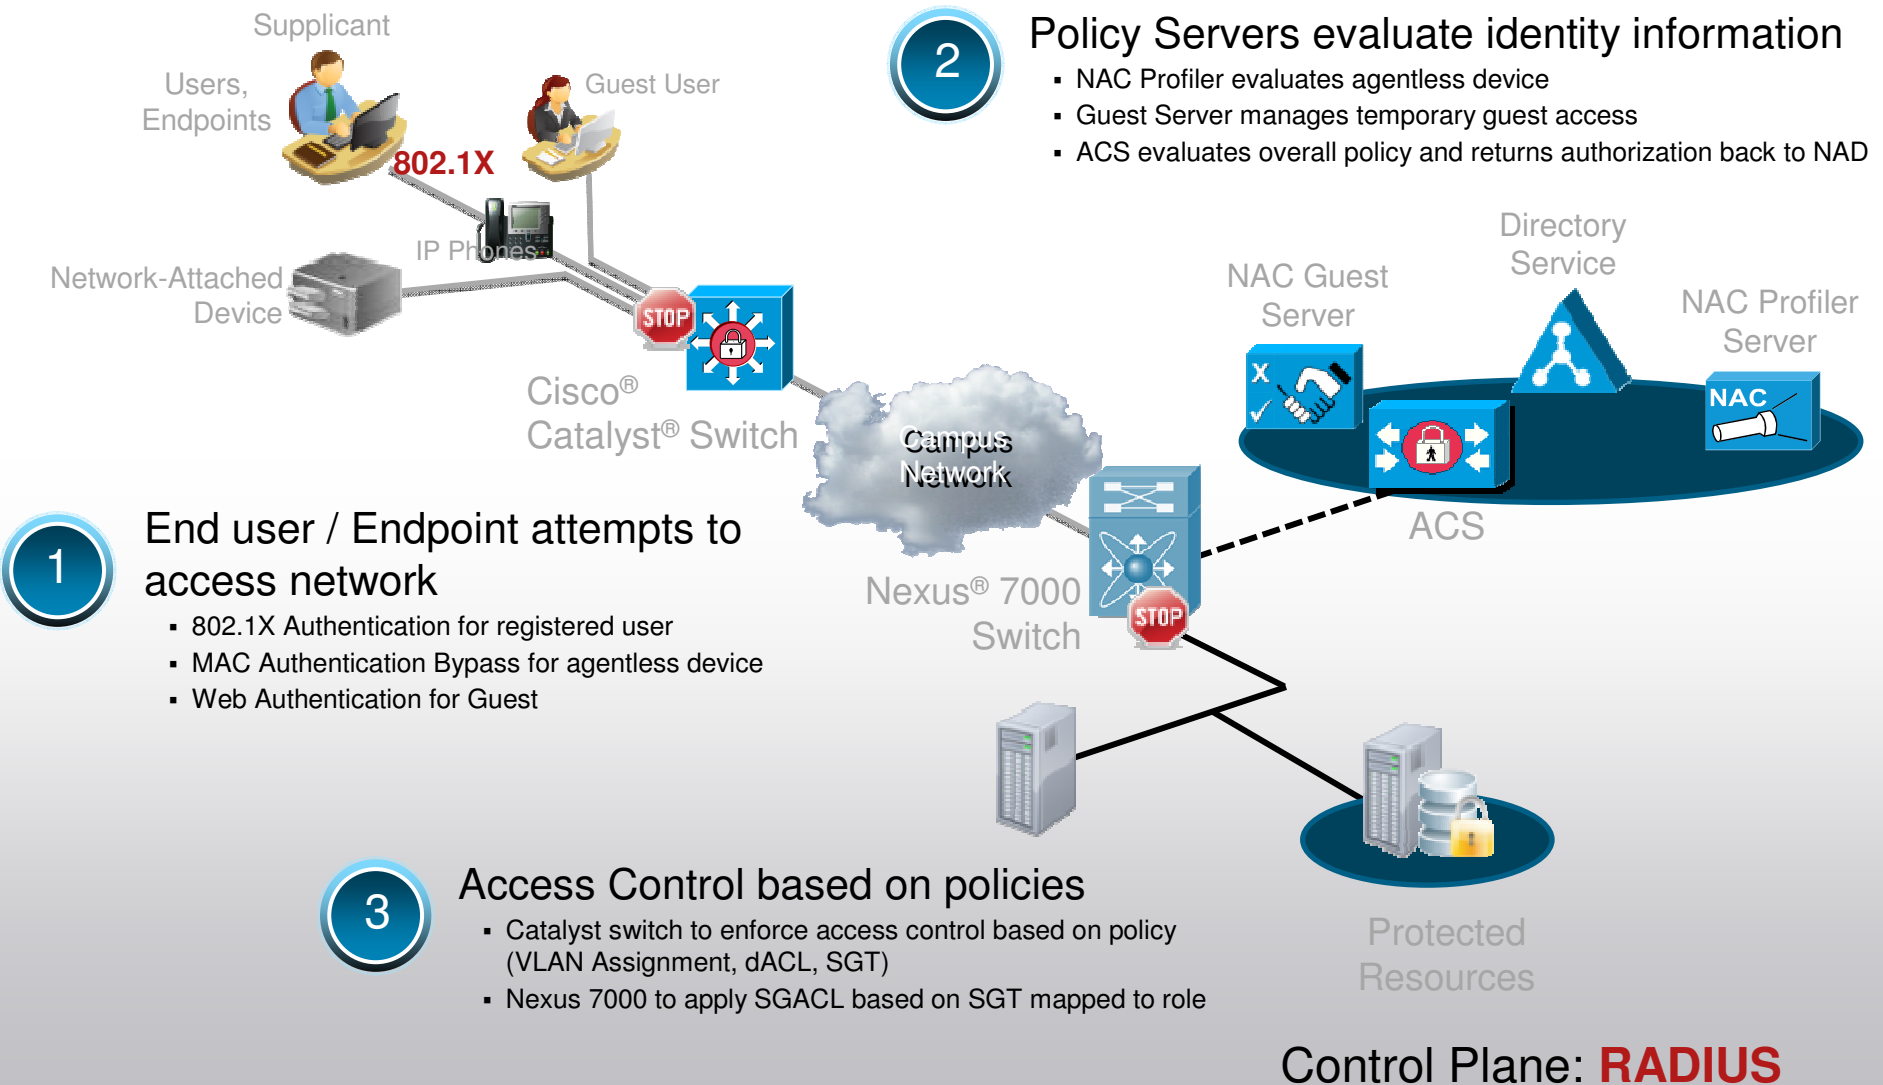 Supplicant
Users,
Endpoints
Guest User
802.1X
IP Phones
Network-Attached
Device
STOP
Cisco®
Catalyst® Switch
2
Policy Servers evaluate identity information
▪ NAC Profiler evaluates agentless device
▪ Guest Server manages temporary guest access
▪ ACS evaluates overall policy and returns authorization back to NAD
Directory
Service
NAC Guest
Server
NAC Profiler
Server
X
NAC
ACS
Campus
Network
Nexus® 7000
Switch
STOP
1
End user / Endpoint attempts to
access network
▪ 802.1X Authentication for registered user
▪ MAC Authentication Bypass for agentless device
▪ Web Authentication for Guest
3
Access Control based on policies
▪ Catalyst switch to enforce access control based on policy
(VLAN Assignment, dACL, SGT)
▪ Nexus 7000 to apply SGACL based on SGT mapped to role
Protected
Resources
Control Plane: RADIUS